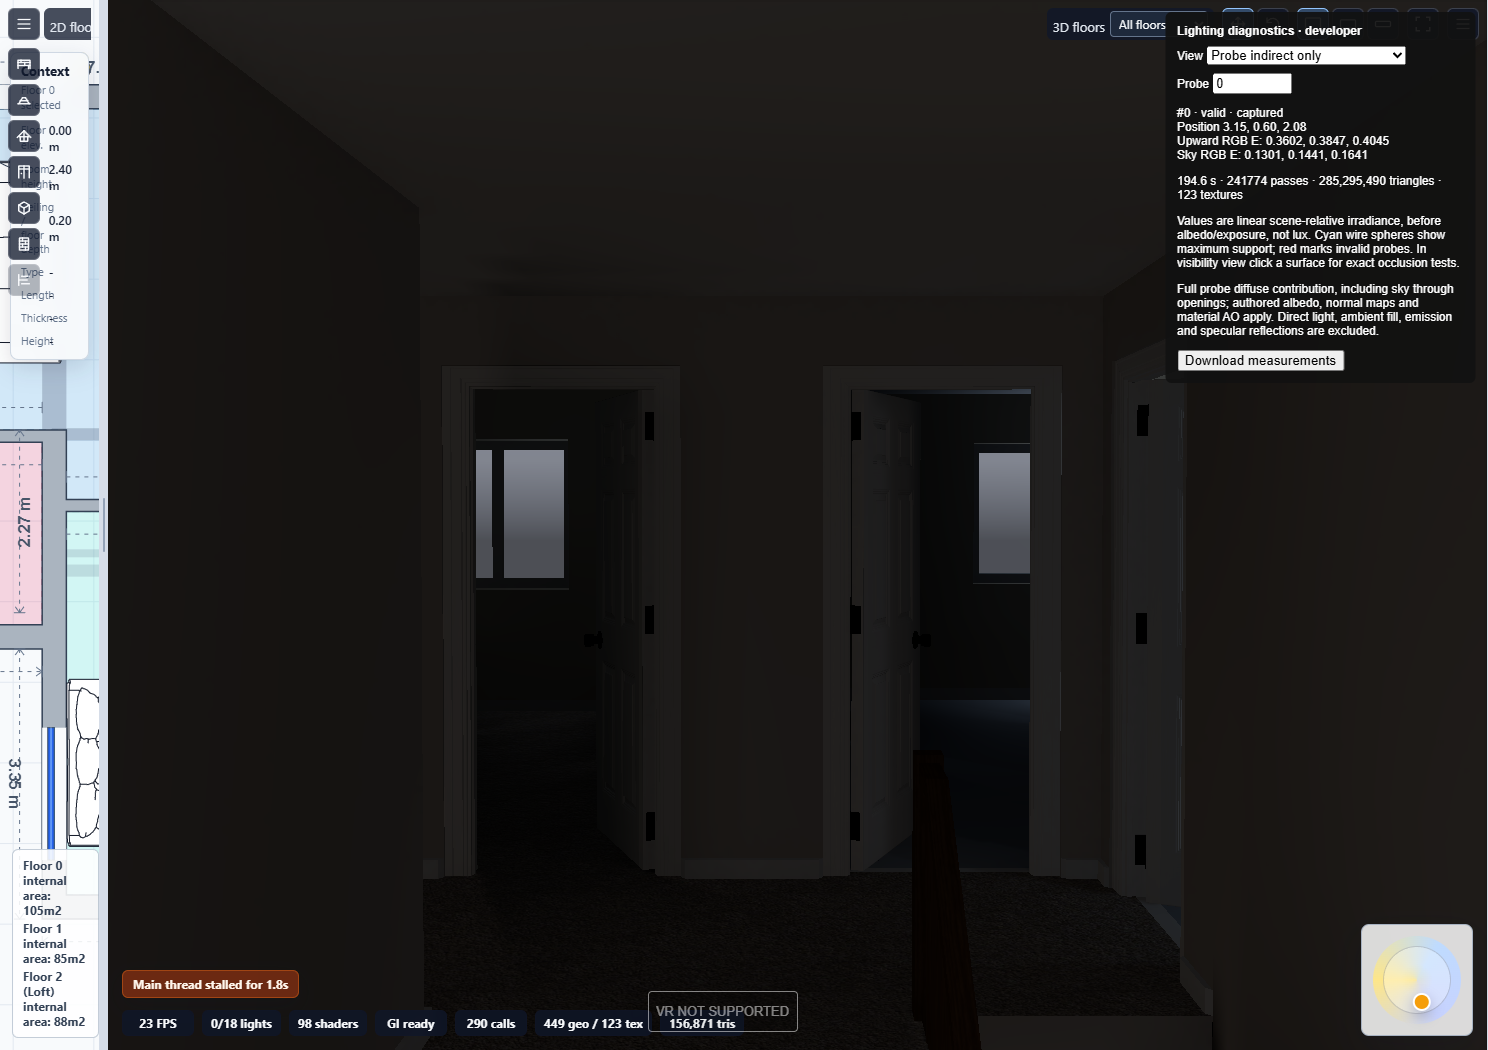 2D floo
Context
7.
Floor 0
selected
0.00
m
2.40
height
m
0.20
m
depth
Type -
Length
Thickness
Height
2.27 m
3.35 m
Floor 0
internal
area:
105m2
Floor 1
internal
area: 85m2
Floor 2
(Loft)
internal
area: 88m2
3D floors
All floors
Lighting diagnostics · developer
View Probe indirect only
Probe 0
#0 · valid · captured
Position 3.15, 0.60, 2.08
Upward RGB E: 0.3602, 0.3847, 0.4045
Sky RGB E: 0.1301, 0.1441, 0.1641
194.6 s · 241774 passes · 285,295,490 triangles ·
123 textures
Values are linear scene-relative irradiance, before
albedo/exposure, not lux. Cyan wire spheres show
maximum support; red marks invalid probes. In
visibility view click a surface for exact occlusion tests.
Full probe diffuse contribution, including sky through
openings; authored albedo, normal maps and
material AO apply. Direct light, ambient fill, emission
and specular reflections are excluded.
Download measurements
Main thread stalled for 1.8s
23 FPS
0/18 lights
98 shaders
GI ready
290 calls
449 geo / 123 tex
156,871 tris
VR NOT SUPPORTED